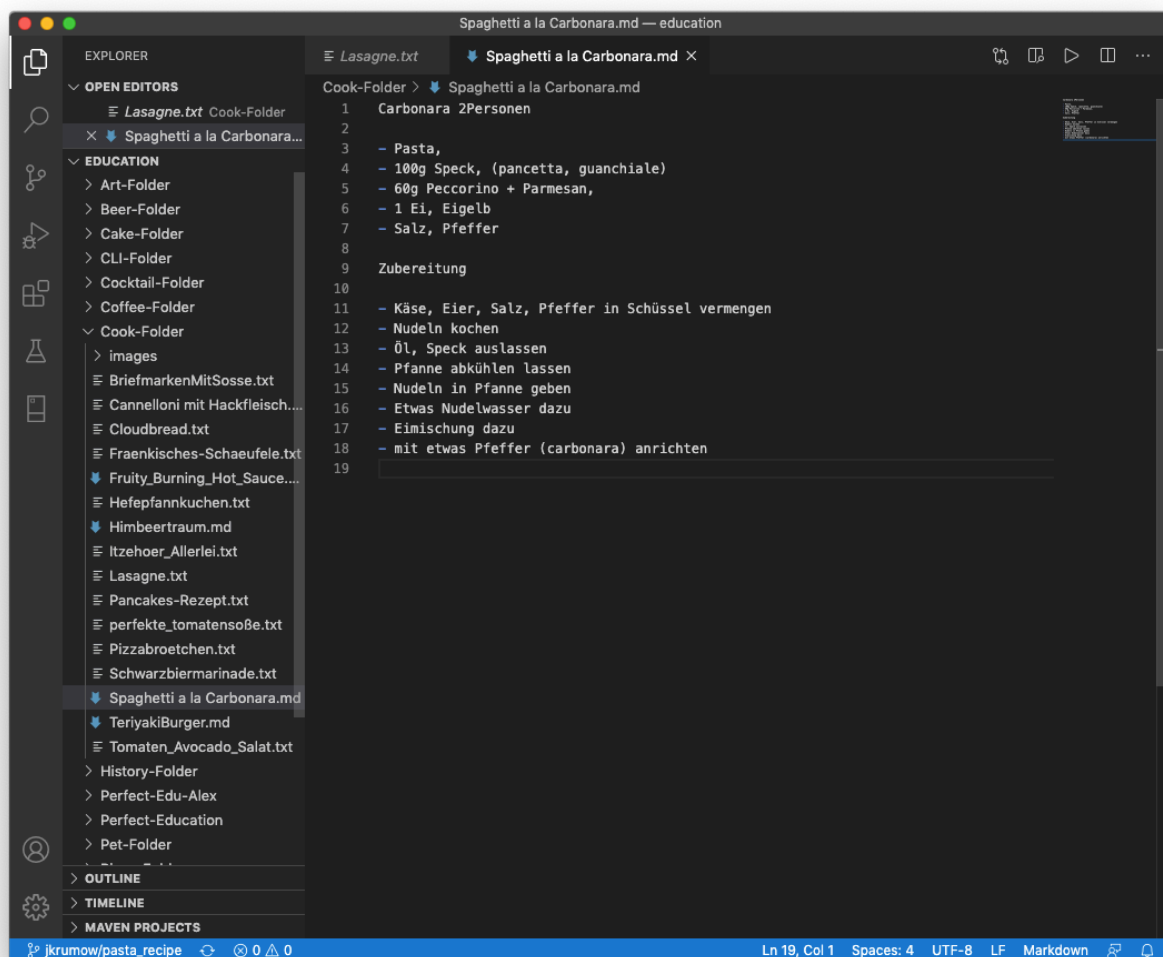 Spaghetti a la Carbonara.md — education
EXPLORER
OPEN EDITORS
Lasagne.txt Cook-Folder
Spaghetti a la Carbonara...
EDUCATION
Art-Folder
Beer-Folder
Cake-Folder
CLI-Folder
Cocktail-Folder
Coffee-Folder
Cook-Folder
images
BriefmarkenMitSosse.txt
Cannelloni mit Hackfleisch....
Cloudbread.txt
Fraenkisches-Schaeufele.txt
Fruity_Burning_Hot_Sauce....
Hefepfannkuchen.txt
Himbeertraum.md
Itzehoer_Allerlei.txt
Lasagne.txt
Pancakes-Rezept.txt
perfekte_tomatensoße.txt
Pizzabroetchen.txt
Schwarzbiermarinade.txt
Spaghetti a la Carbonara.md
TeriyakiBurger.md
Tomaten_Avocado_Salat.txt
History-Folder
Perfect-Edu-Alex
Perfect-Education
Pet-Folder
OUTLINE
TIMELINE
MAVEN PROJECTS
Lasagne.txt
Spaghetti a la Carbonara.md
Cook-Folder > Spaghetti a la Carbonara.md
1 Carbonara 2Personen
2
3 - Pasta,
4 - 100g Speck, (pancetta, guanchiale)
5 - 60g Peccorino + Parmesan,
6 - 1 Ei, Eigelb
7 - Salz, Pfeffer
8
9 Zubereitung
10
11 - Käse, Eier, Salz, Pfeffer in Schüssel vermengen
12 - Nudeln kochen
13 - Öl, Speck auslassen
14 - Pfanne abkühlen lassen
15 - Nudeln in Pfanne geben
16 - Etwas Nudelwasser dazu
17 - Eimischung dazu
18 - mit etwas Pfeffer (carbonara) anrichten
19
jkrumow/pasta_recipe 0 0 Ln 19, Col 1 Spaces: 4 UTF-8 LF Markdown